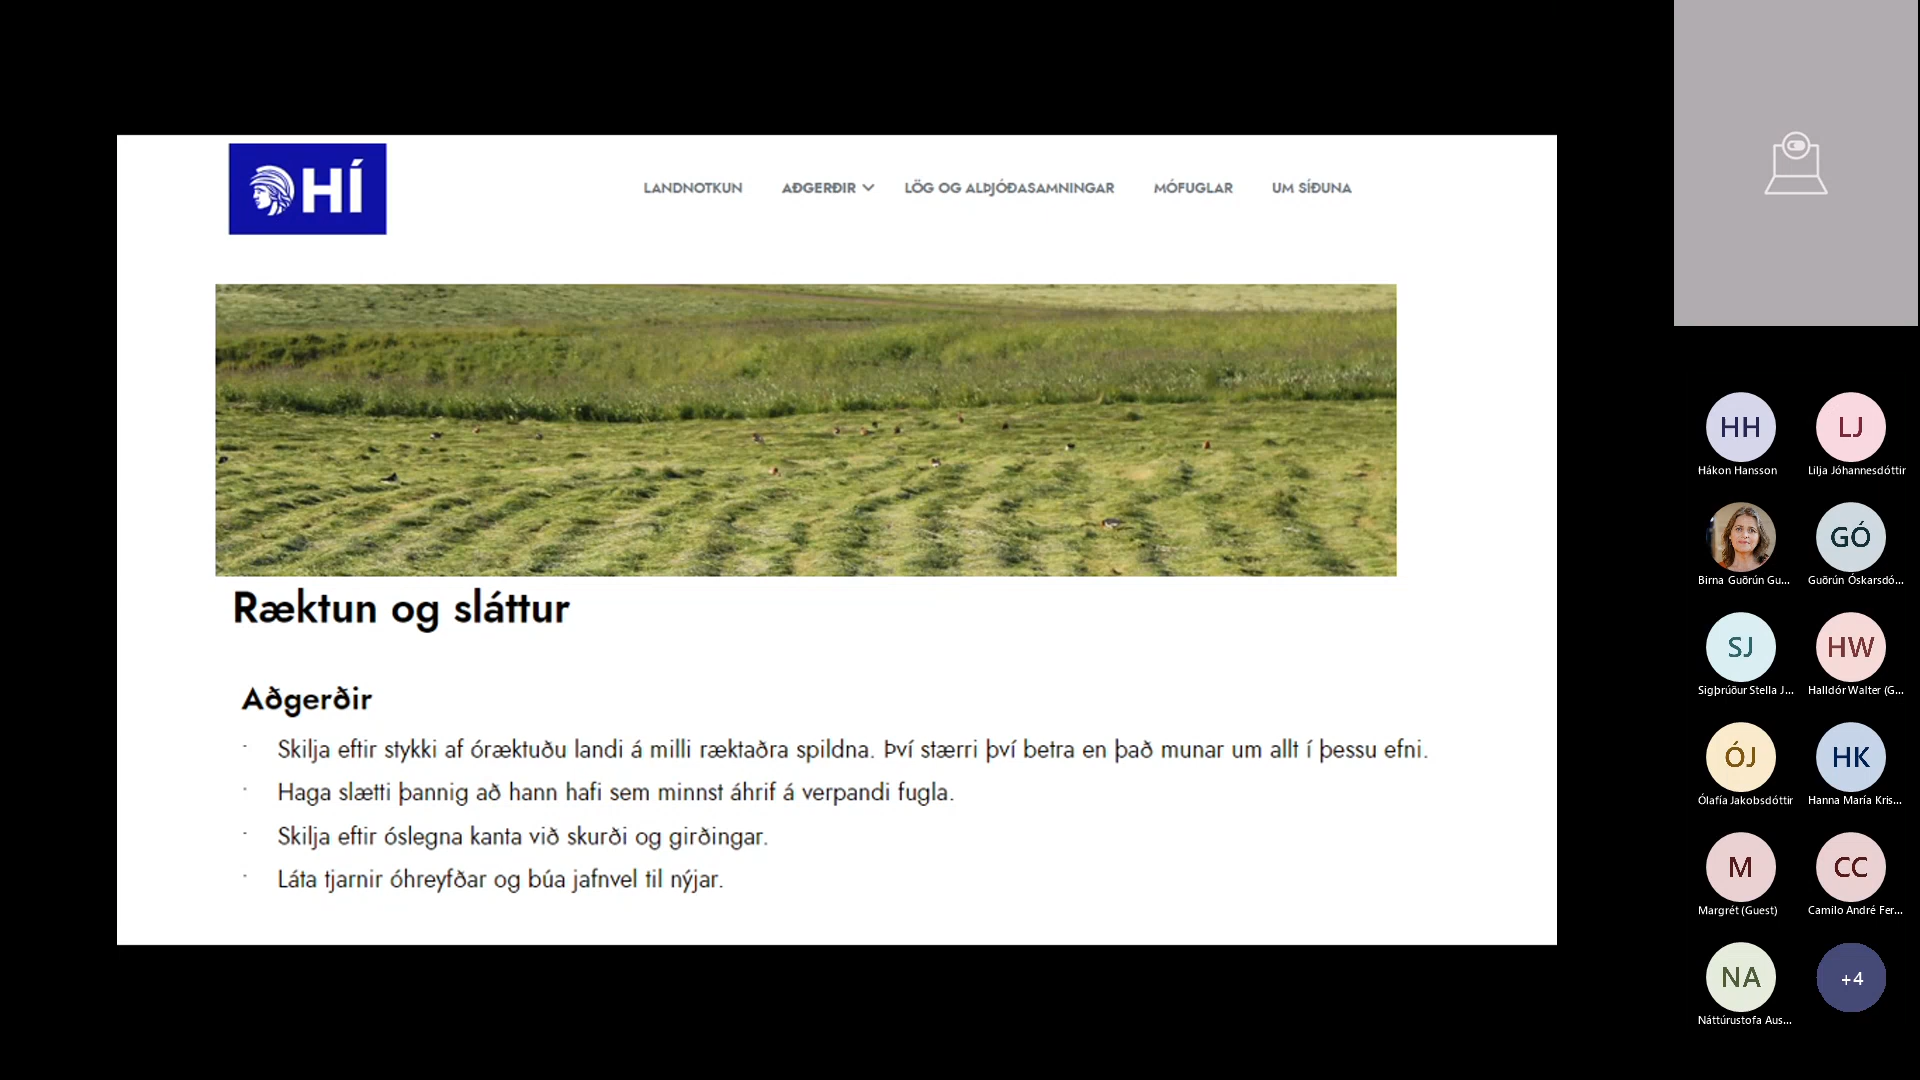 HÍ
LANDNOTKUN AÐGERÐIR LÖG OG ALÞJÓÐASAMNINGAR MÓFUGLAR UM SÍÐUNA
Ræktun og sláttur
Aðgerðir
· Skilja eftir stykki af óræktuðu landi á milli ræktaðra spildna. Því stærri því betra en það munar um allt í þessu efni.
· Haga slætti þannig að hann hafi sem minnst áhrif á verpandi fugla.
· Skilja eftir óslegna kanta við skurði og girðingar.
· Láta tjarnir óhreyfðar og búa jafnvel til nýjar.
HH LJ
Hákon Hansson Lilja Jóhannesdóttir
GÓ
Birna Guðrún Gu... Guðrún Óskarsdó...
SJ HW
Sigþrúður Stella J... Halldór Walter (G...
ÓJ HK
Ólafía Jakobsdóttir Hanna María Kris...
M CC
Margrét (Guest) Camilo André Fer...
NA +4
Náttúrustofa Aus...